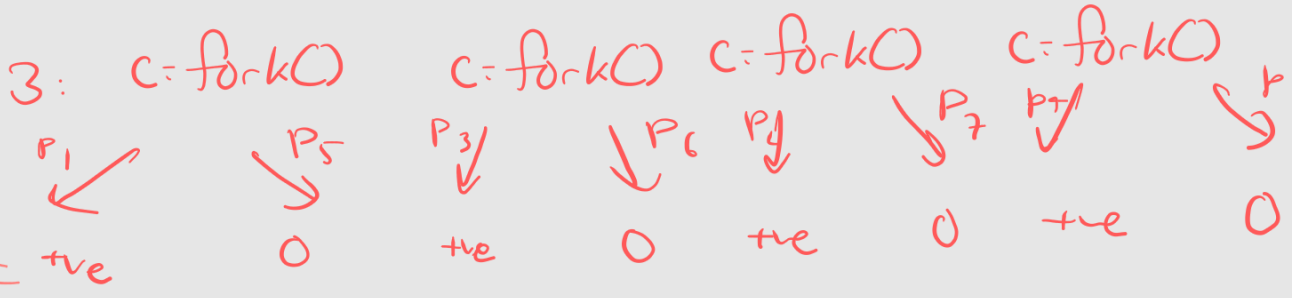 3: c=fork() c=fork() c=fork() c=fork()
P1 P5 P3 P6 P4 P7 P
+ve 0 +ve 0 +ve 0 +ve 0